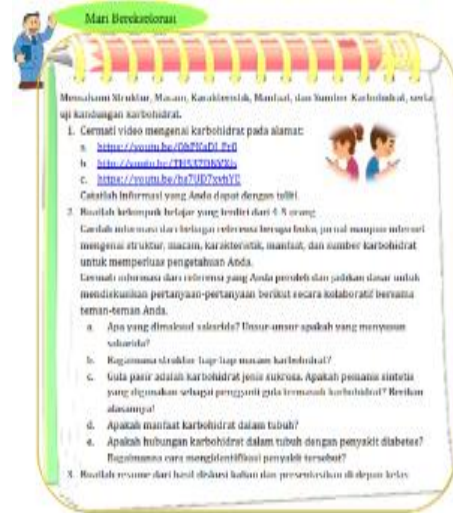 Mari Bereksplorasi
Memahami Struktur, Macam, Karakteristik, Manfaat, dan Sumber Karbohidrat, serta
uji kandungan karbohidrat.
1. Cermati video mengenai karbohidrat pada alamat:
a. https://youtu.be/
b. http://youtu.be/
c. https://youtu.be/
Catatlah informasi yang Anda dapat dengan teliti.
2. Buatlah kelompok belajar yang terdiri dari 4-5 orang
Carilah informasi dari berbagai referensi berupa buku, jurnal maupun internet
mengenai struktur, macam, karakteristik, manfaat, dan sumber karbohidrat
untuk memperluas pengetahuan Anda.
Cermati informasi dari referensi yang Anda peroleh dan jadikan dasar untuk
mendiskusikan pertanyaan-pertanyaan berikut secara kolaboratif bersama
teman-teman Anda.
a. Apa yang dimaksud sakarida? Unsur-unsur apakah yang menyusun
sakarida?
b. Bagaimana struktur tiap-tiap macam karbohidrat?
c. Gula pasir adalah karbohidrat jenis sukrosa. Apakah pemanis sintetis
yang digunakan sebagai pengganti gula termasuk karbohidrat? Berikan
alasannya!
d. Apakah manfaat karbohidrat dalam tubuh?
e. Apakah hubungan karbohidrat dalam tubuh dengan penyakit diabetes?
Bagaimana cara mengidentifikasi penyakit tersebut?
3. Buatlah resume dari hasil diskusi kalian dan presentasikan di depan kelas